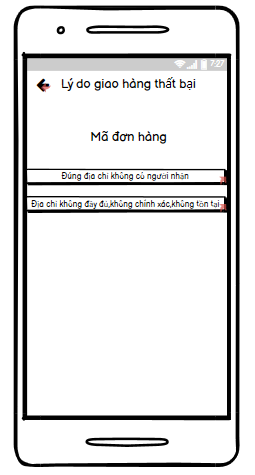 7:27
Lý do giao hàng thất bại
Mã đơn hàng
Đúng địa chỉ không có người nhận
Địa chỉ không đầy đủ,không chính xác,không tồn tại